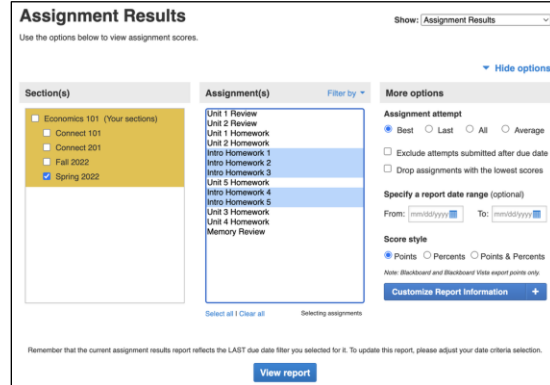 Assignment Results
Show: Assignment Results
Use the options below to view assignment scores.
Hide options
Section(s)
Economics 101 (Your sections)
Connect 101
Connect 201
Fall 2022
Spring 2022
Assignment(s)
Filter by
Unit 1 Review
Unit 2 Review
Unit 1 Homework
Unit 2 Homework
Intro Homework 1
Intro Homework 2
Intro Homework 3
Unit 5 Homework
Intro Homework 4
Intro Homework 5
Unit 3 Homework
Unit 4 Homework
Memory Review
Select all I Clear all
Selecting assignments
More options
Assignment attempt
Best Last All Average
Exclude attempts submitted after due date
Drop assignments with the lowest scores
Specify a report date range (optional)
From: mm/dd/yyyy To: mm/dd/yyyy
Score style
Points Percents Points & Percents
Note: Blackboard and Blackboard Vista export points only.
Customize Report Information +
Remember that the current assignment results report reflects the LAST due date filter you selected for it. To update this report, please adjust your date criteria selection.
View report